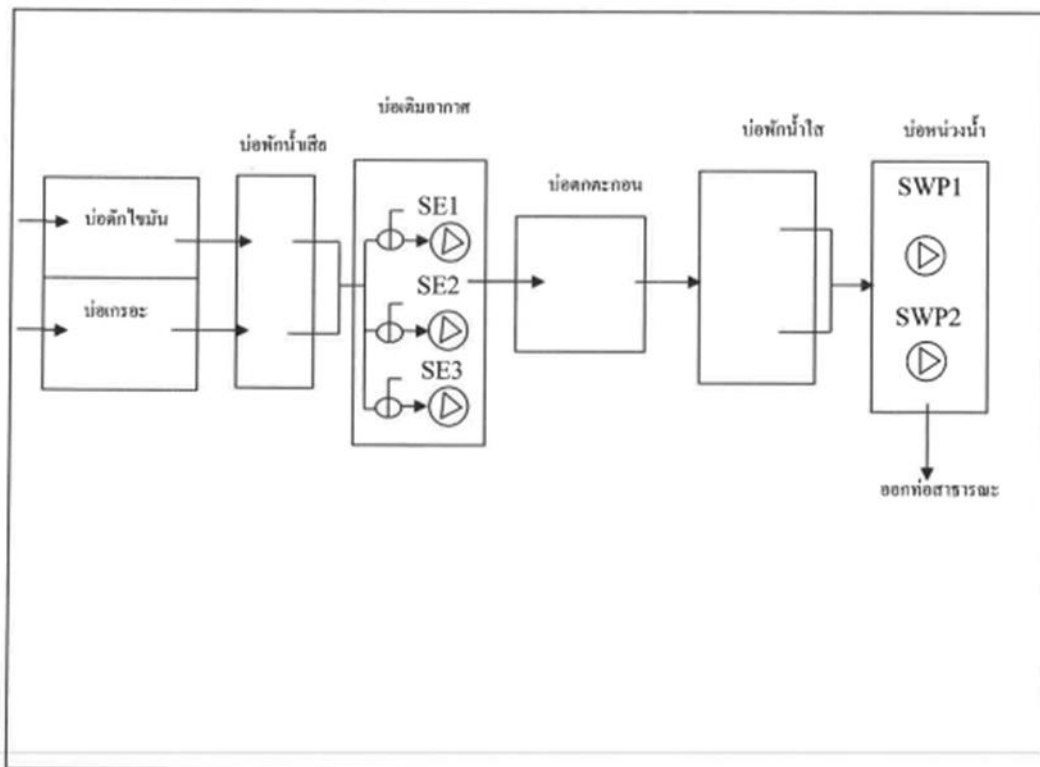 บ่อดักไขมัน
บ่อเกรอะ
บ่อพักน้ำเสีย
บ่อเติมอากาศ
SE1
SE2
SE3
บ่อตกตะกอน
บ่อพักน้ำใส
บ่อหน่วงน้ำ
SWP1
SWP2
ออกท่อสาธารณะ